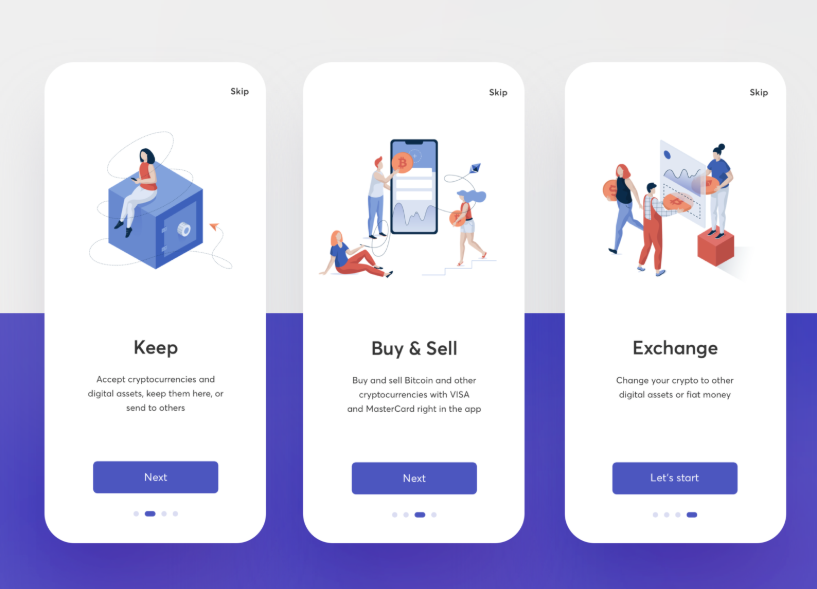 Skip
Keep
Accept cryptocurrencies and
digital assets, keep them here, or
send to others
Next
Skip
Buy & Sell
Buy and sell Bitcoin and other
cryptocurrencies with VISA
and MasterCard right in the app
Next
Skip
Exchange
Change your crypto to other
digital assets or fiat money
Let's start